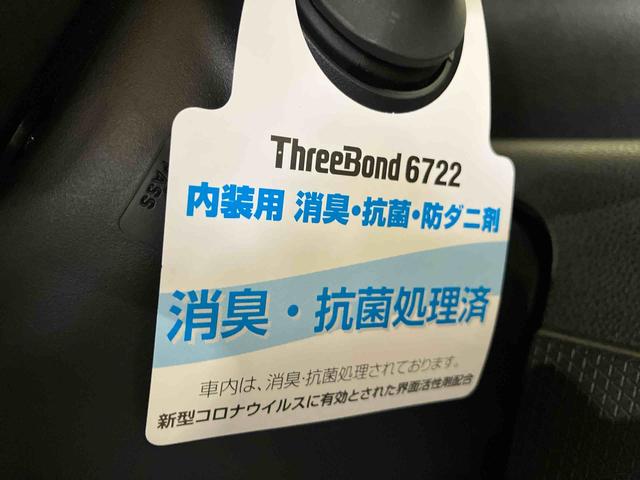 ThreeBond 6722
内装用 消臭・抗菌・防ダニ剤
消臭・抗菌処理済
車内は、消臭・抗菌処理されております。
新型コロナウイルスに有効とされた界面活性剤配合
PASS